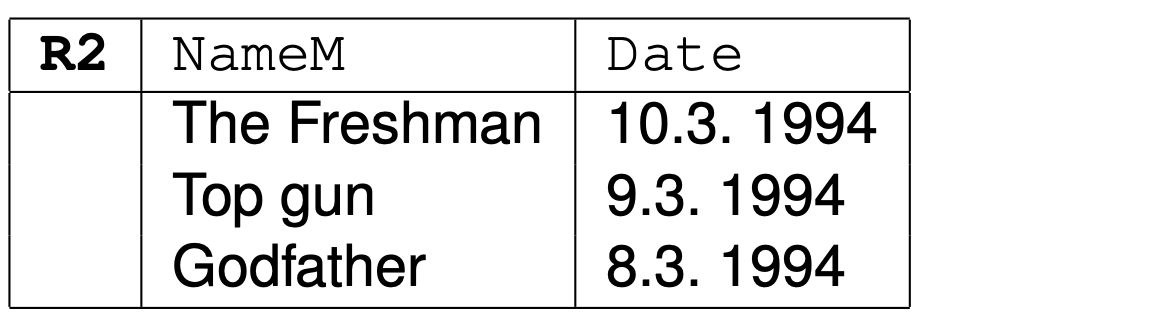 R2 NameM Date
The Freshman 10.3. 1994
Top gun 9.3. 1994
Godfather 8.3. 1994